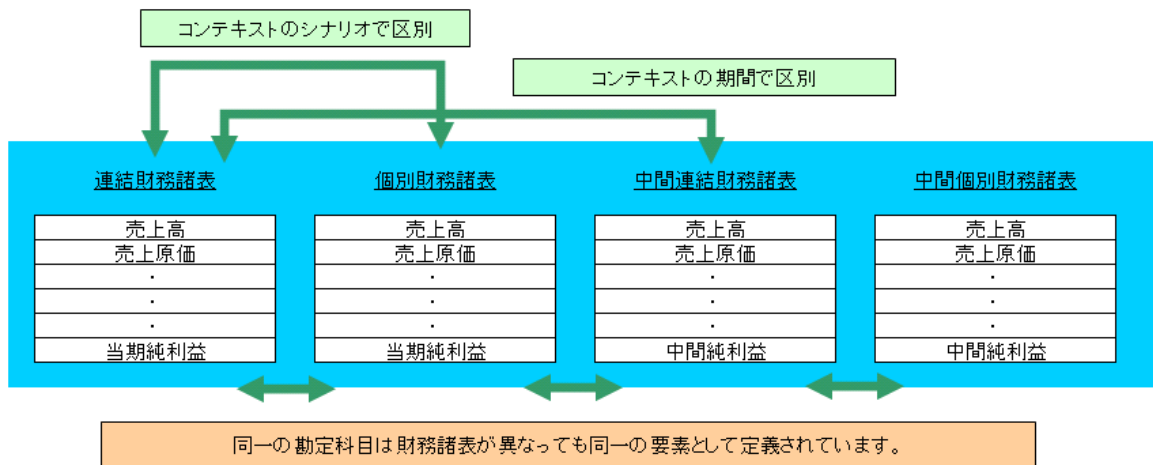 コンテキストのシナリオで区別
コンテキストの期間で区別
連結財務諸表
個別財務諸表
中間連結財務諸表
中間個別財務諸表
売上高
売上高
売上高
売上高
売上原価
売上原価
売上原価
売上原価
・
・
・
・
・
・
・
・
・
・
・
・
当期純利益
当期純利益
中間純利益
中間純利益
同一の勘定科目は財務諸表が異なっても同一の要素として定義されています。